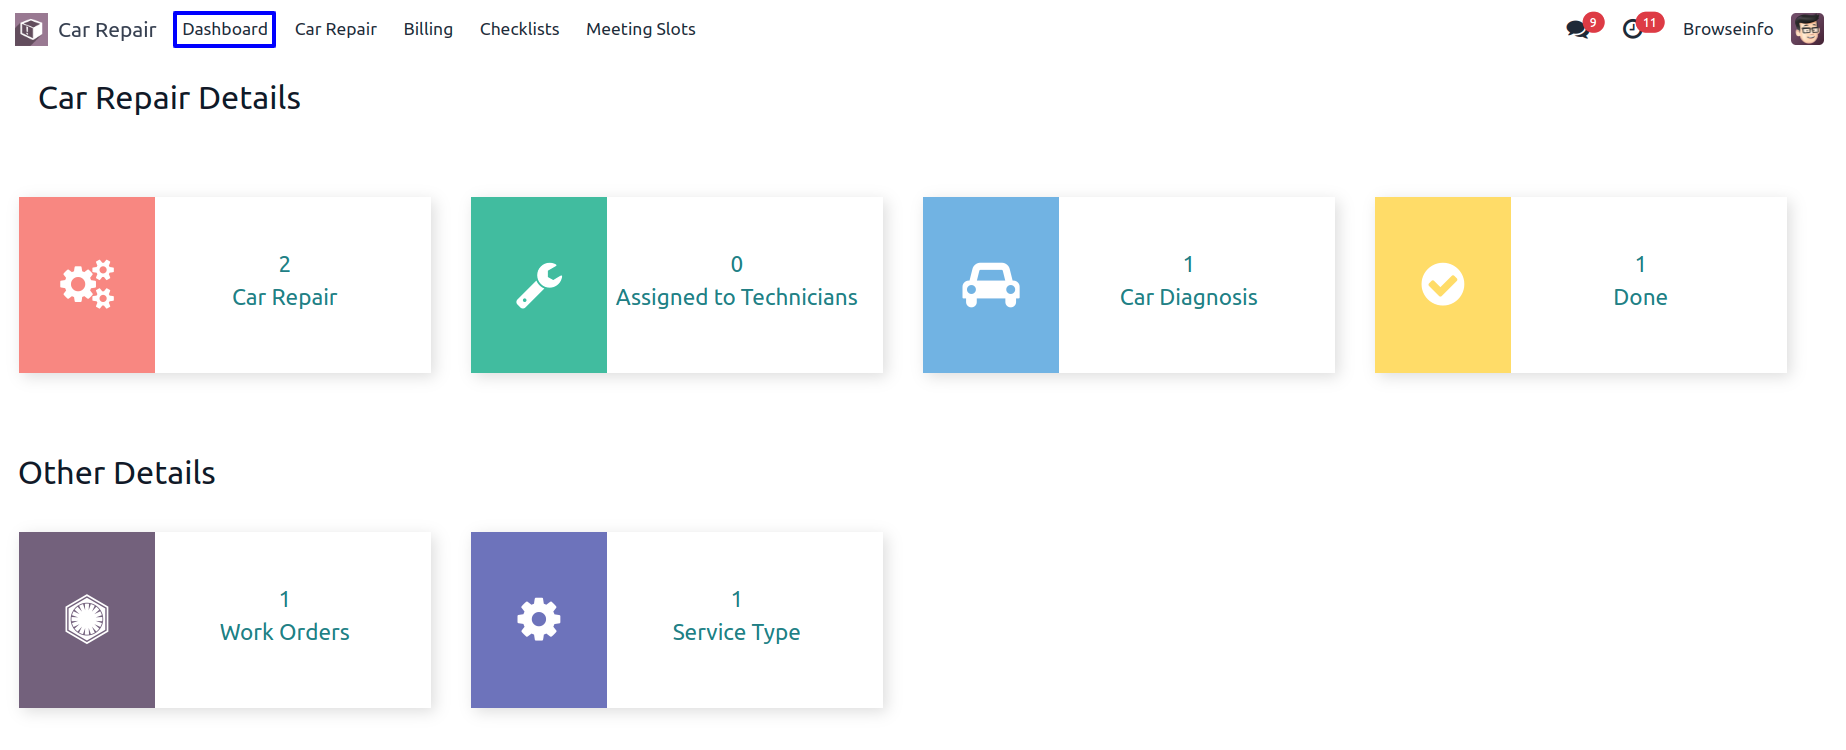 Car Repair Dashboard Car Repair Billing Checklists Meeting Slots 9 11 Browseinfo
Car Repair Details
2
Car Repair
0
Assigned to Technicians
1
Car Diagnosis
1
Done
Other Details
1
Work Orders
1
Service Type